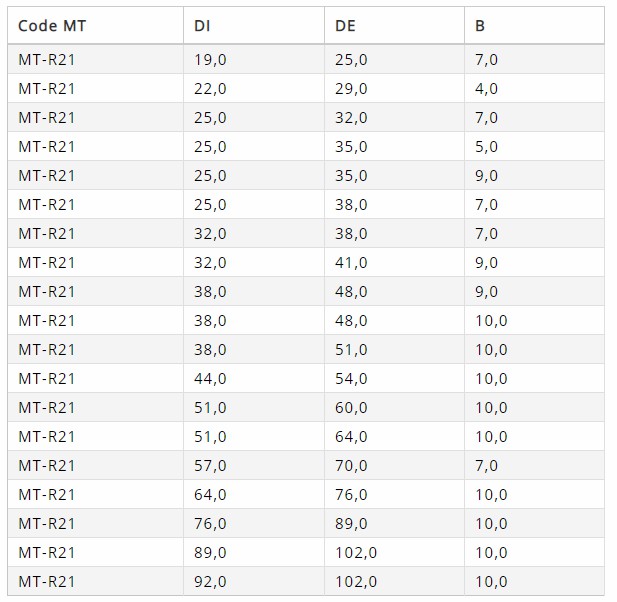 Code MT DI DE B
MT-R21 19,0 25,0 7,0
MT-R21 22,0 29,0 4,0
MT-R21 25,0 32,0 7,0
MT-R21 25,0 35,0 5,0
MT-R21 25,0 35,0 9,0
MT-R21 25,0 38,0 7,0
MT-R21 32,0 38,0 7,0
MT-R21 32,0 41,0 9,0
MT-R21 38,0 48,0 9,0
MT-R21 38,0 48,0 10,0
MT-R21 38,0 51,0 10,0
MT-R21 44,0 54,0 10,0
MT-R21 51,0 60,0 10,0
MT-R21 51,0 64,0 10,0
MT-R21 57,0 70,0 7,0
MT-R21 64,0 76,0 10,0
MT-R21 76,0 89,0 10,0
MT-R21 89,0 102,0 10,0
MT-R21 92,0 102,0 10,0